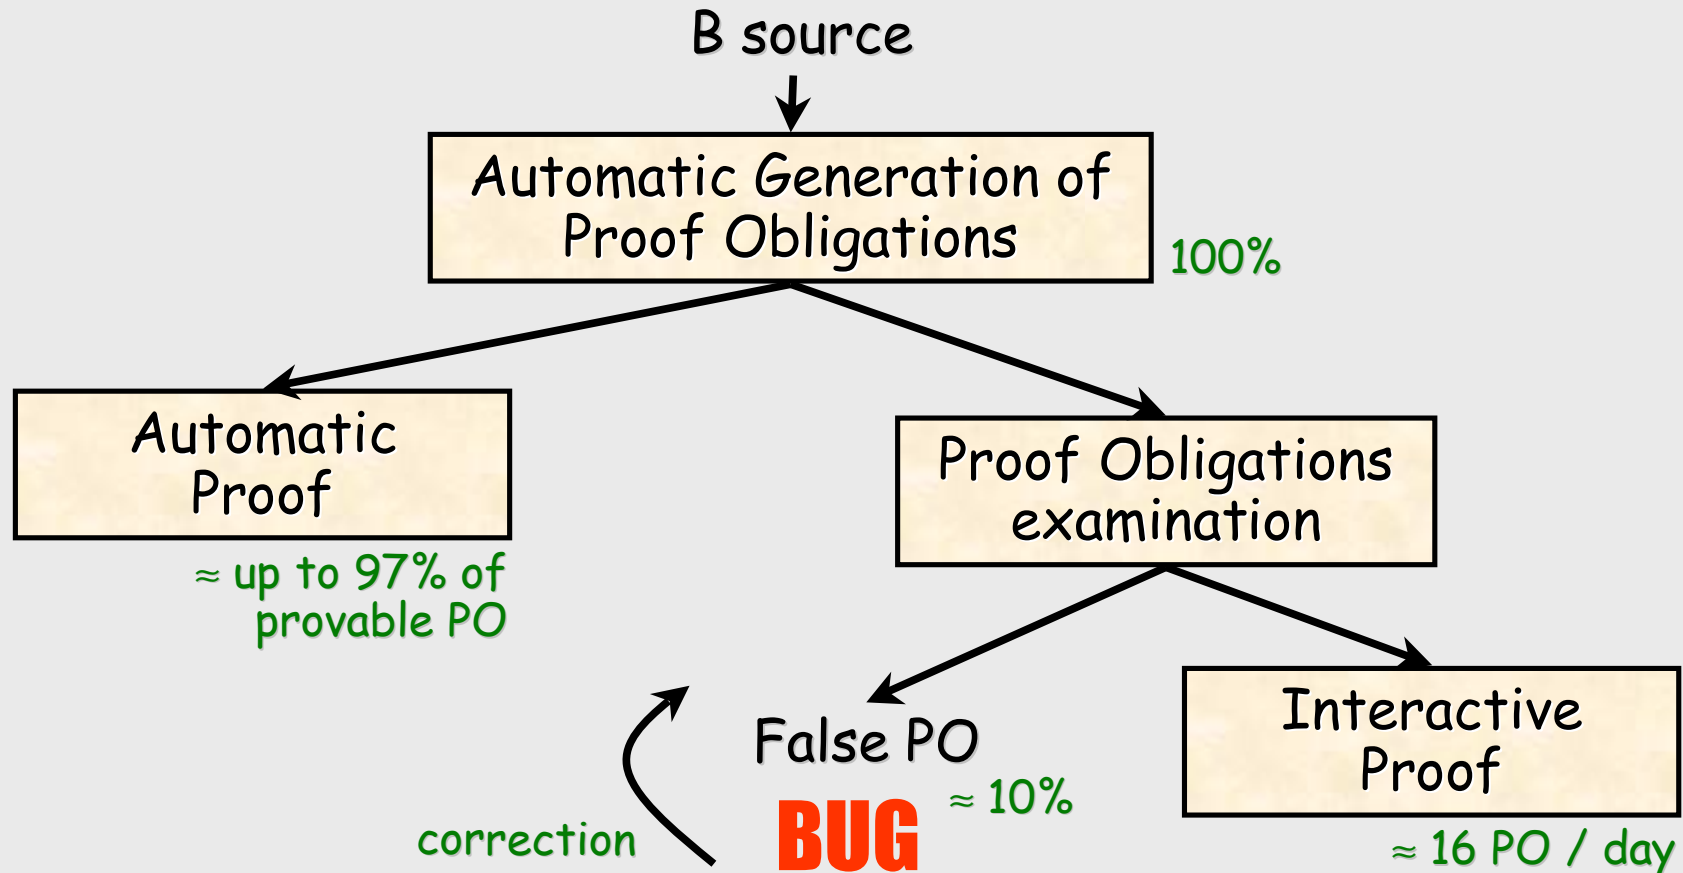 B source
Automatic Generation of
Proof Obligations
100%
Automatic
Proof
≈ up to 97% of
provable PO
Proof Obligations
examination
False PO
≈ 10%
BUG
correction
Interactive
Proof
≈ 16 PO / day